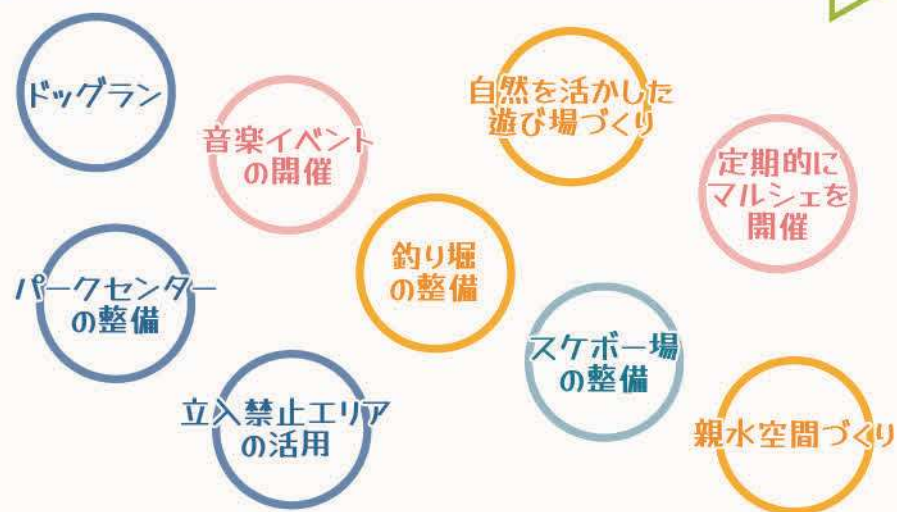 ドッグラン
音楽イベント
の開催
自然を活かした
遊び場づくり
定期的に
マルシェを
開催
パークセンター
の整備
釣り堀
の整備
スケボー場
の整備
立入禁止エリア
の活用
親水空間づくり